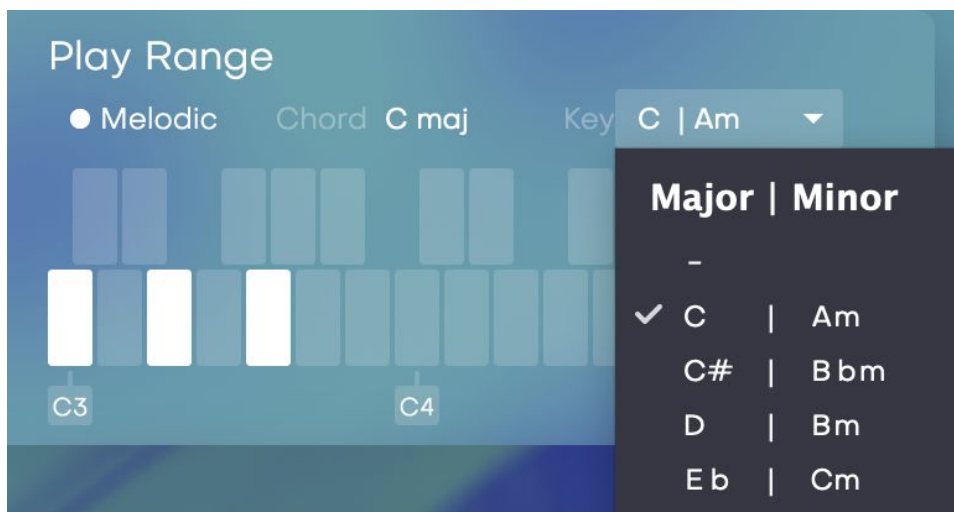 Play Range
Melodic Chord C maj Key C | Am
Major | Minor
-
C | Am
C# | Bbm
D | Bm
Eb | Cm
C3 C4